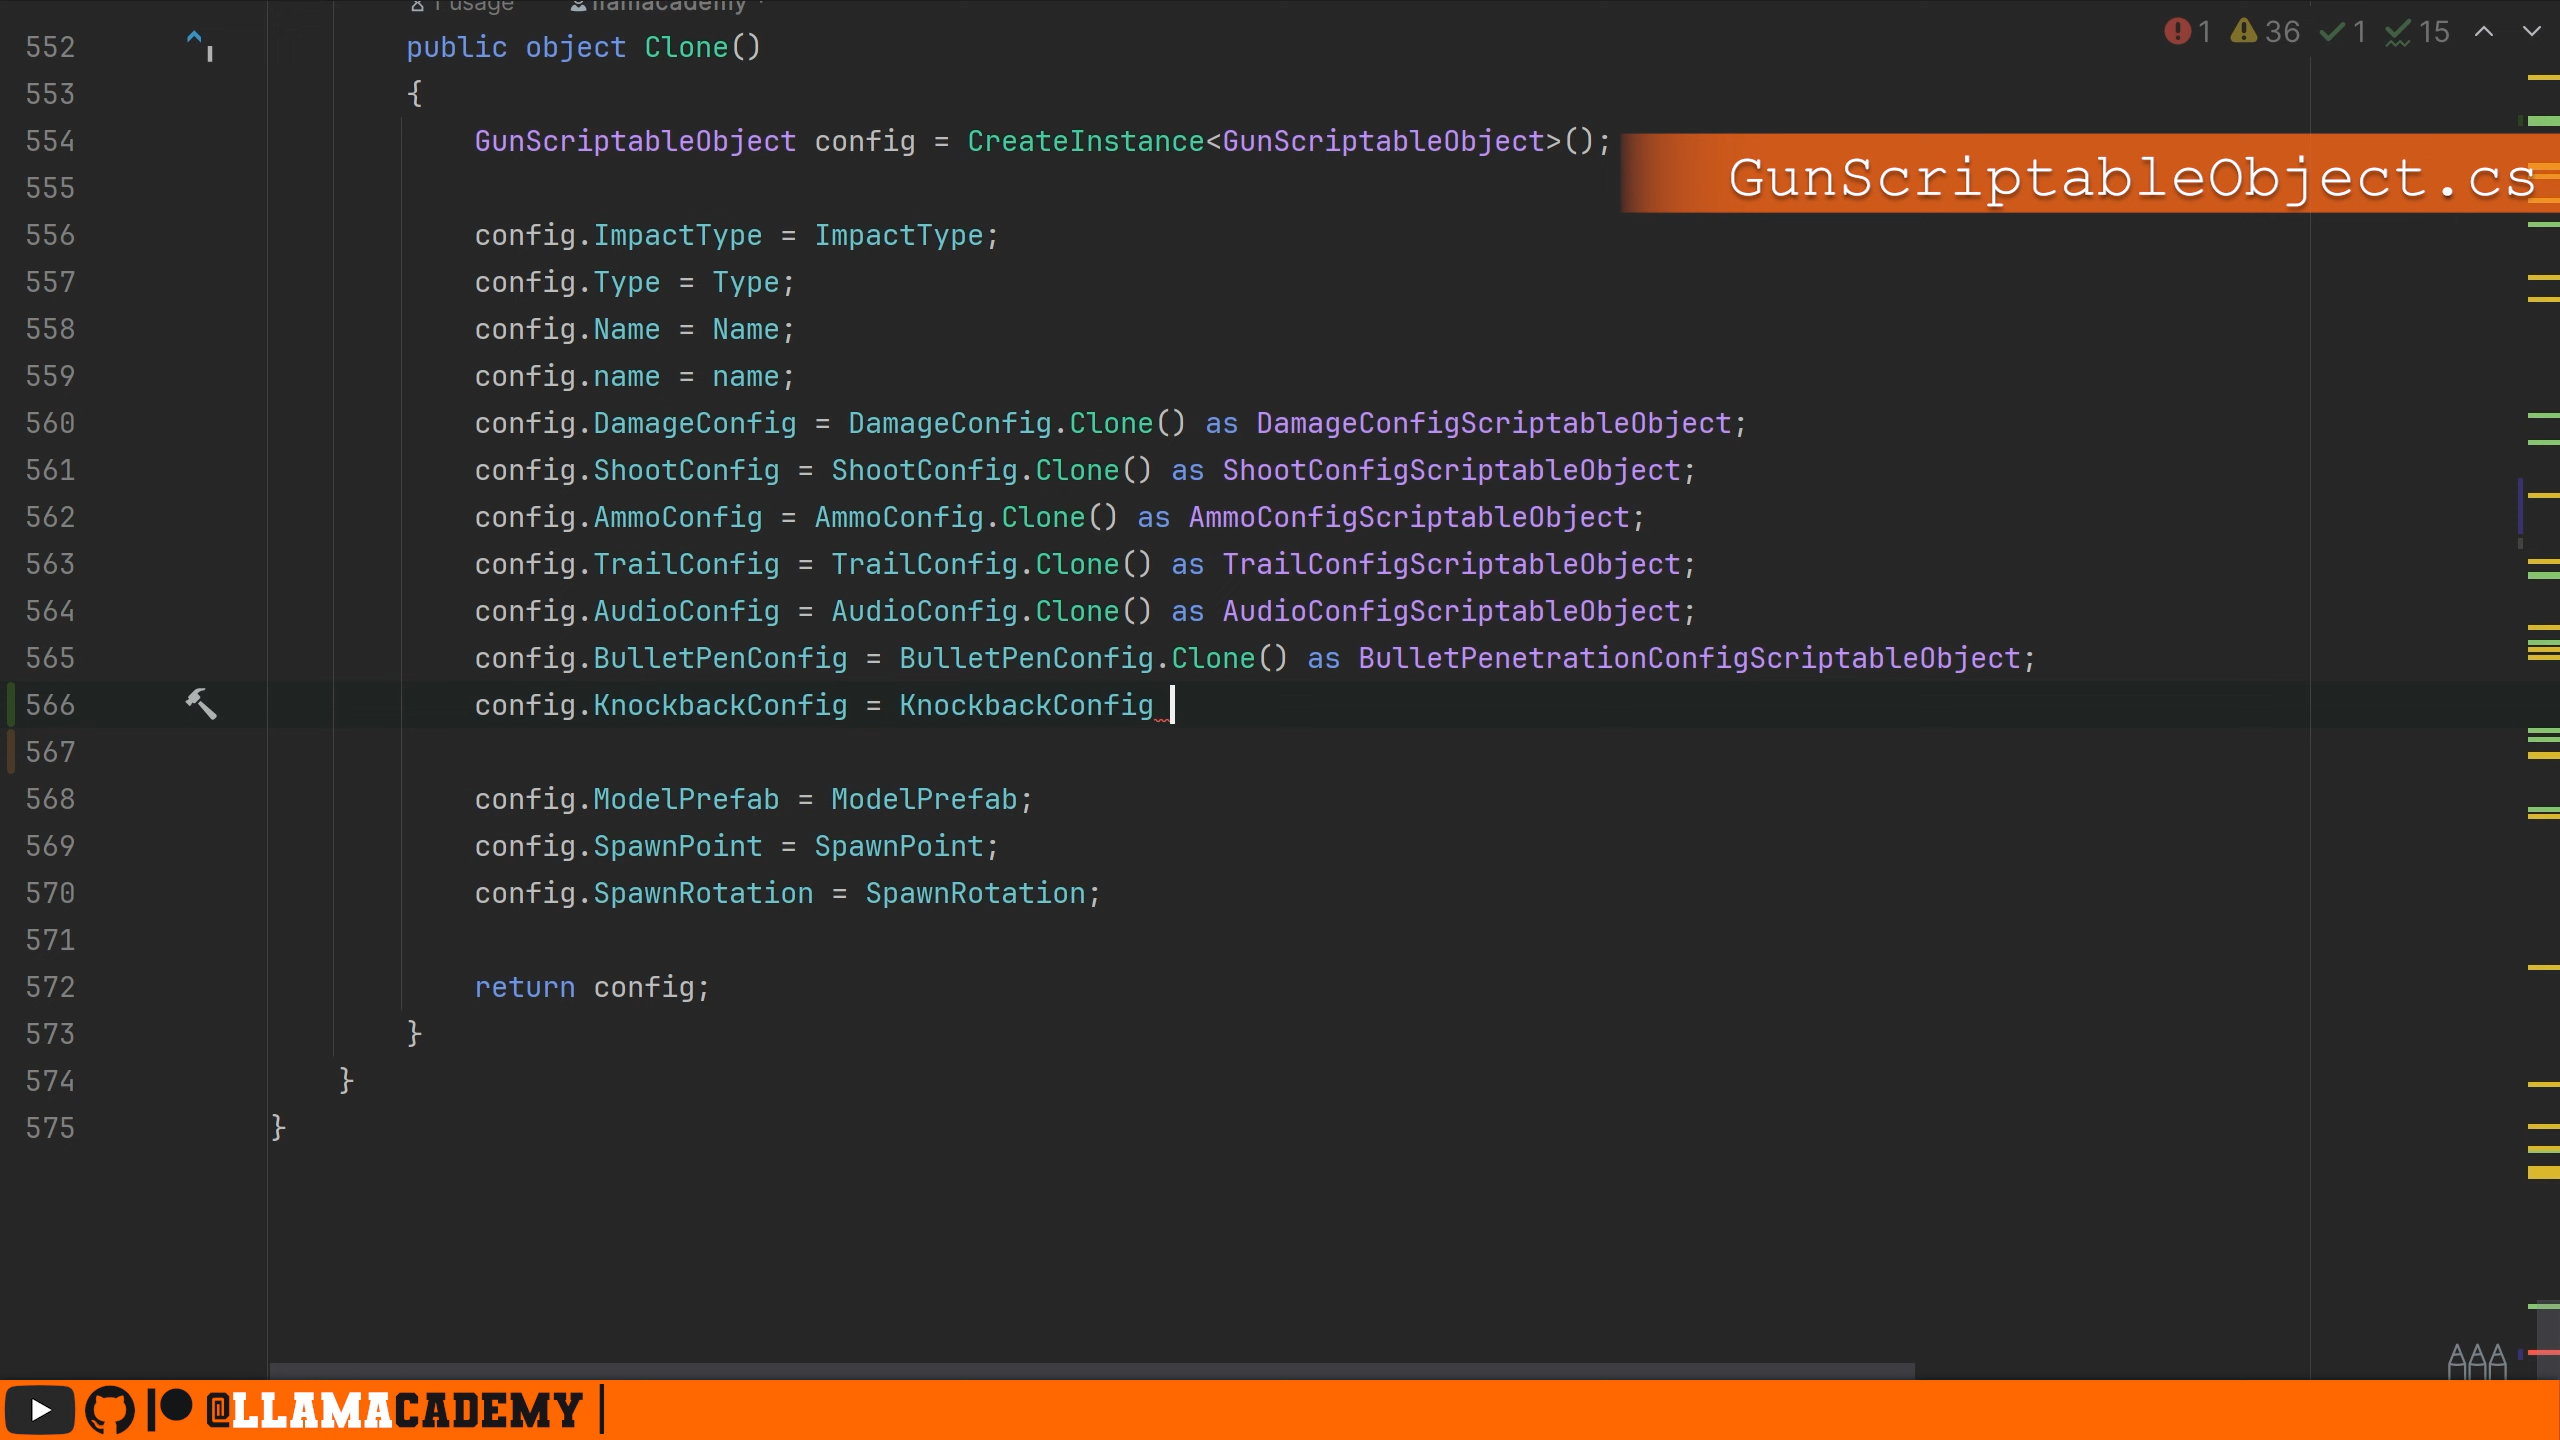 1 usage llamacademy
1 36 1 15
552 public object Clone()
553 {
554 GunScriptableObject config = CreateInstance<GunScriptableObject>();
GunScriptableObject.cs
555
556 config.ImpactType = ImpactType;
557 config.Type = Type;
558 config.Name = Name;
559 config.name = name;
560 config.DamageConfig = DamageConfig.Clone() as DamageConfigScriptableObject;
561 config.ShootConfig = ShootConfig.Clone() as ShootConfigScriptableObject;
562 config.AmmoConfig = AmmoConfig.Clone() as AmmoConfigScriptableObject;
563 config.TrailConfig = TrailConfig.Clone() as TrailConfigScriptableObject;
564 config.AudioConfig = AudioConfig.Clone() as AudioConfigScriptableObject;
565 config.BulletPenConfig = BulletPenConfig.Clone() as BulletPenetrationConfigScriptableObject;
566 config.KnockbackConfig = KnockbackConfig
567
568 config.ModelPrefab = ModelPrefab;
569 config.SpawnPoint = SpawnPoint;
570 config.SpawnRotation = SpawnRotation;
571
572 return config;
573 }
574 }
575 }
@LLAMACADEMY |